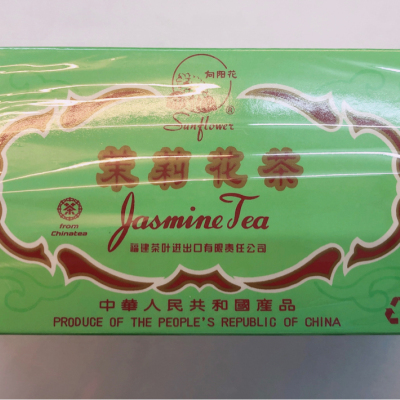 向阳花
®
Sunflower
茉莉花茶
Jasmine Tea
茶
from
Chinatea
福建茶叶进出口有限责任公司
中華人民共和國産品
PRODUCE OF THE PEOPLE'S REPUBLIC OF CHINA